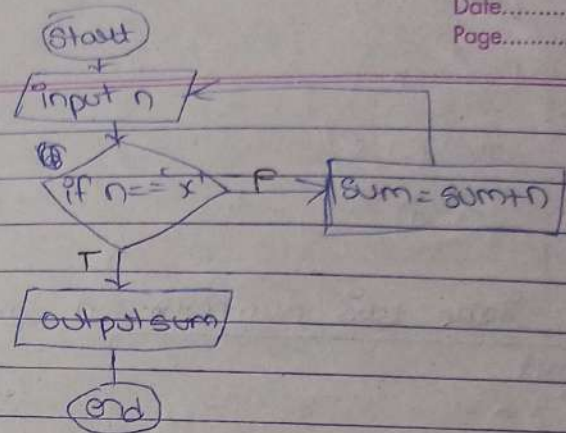 Date.........
Page.........
Start
input n
if n=='x'
F
sum=sum+n
T
output sum
end